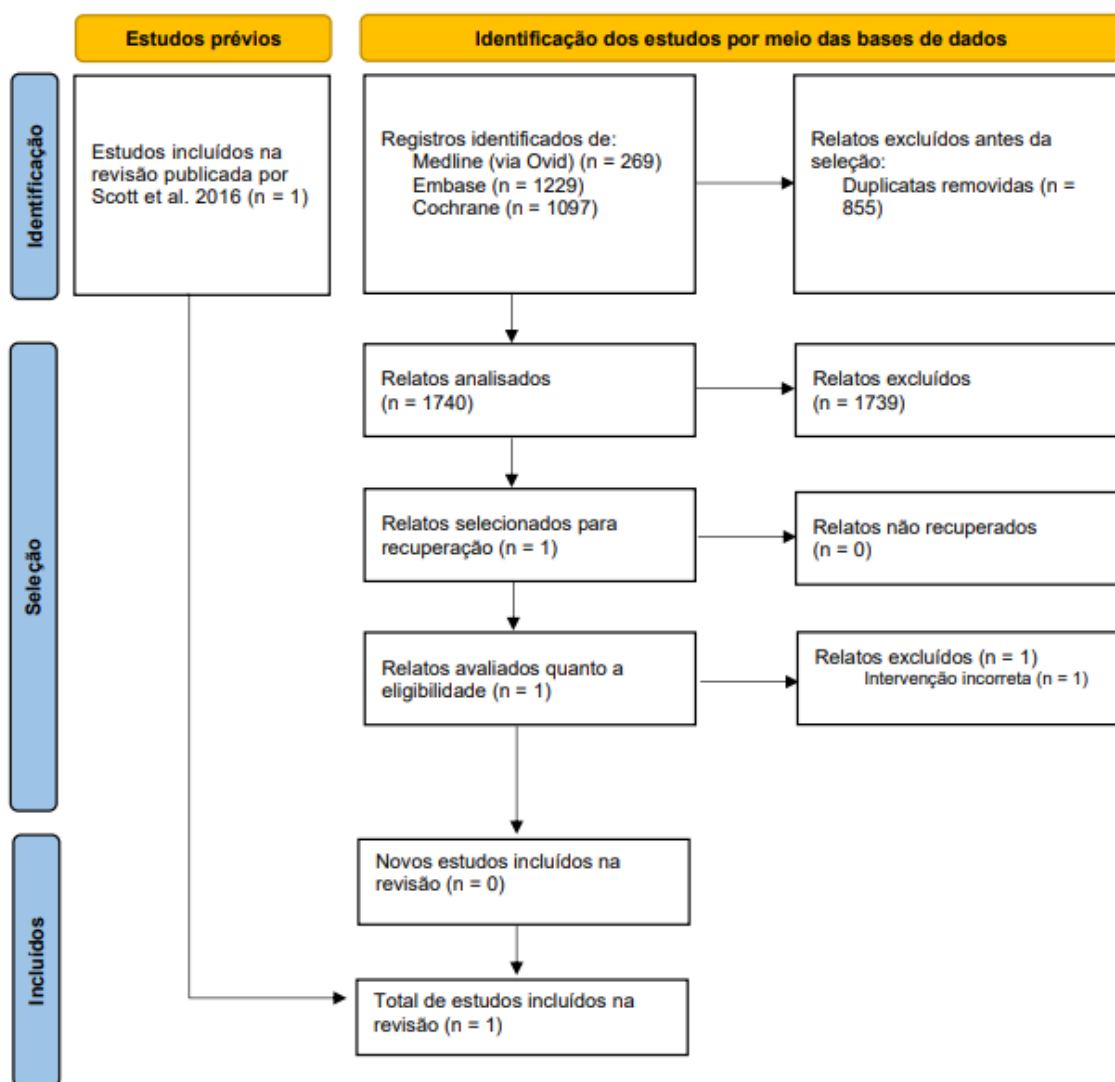 Estudos prévios
Identificação dos estudos por meio das bases de dados
Identificação
Estudos incluídos na
revisão publicada por
Scott et al. 2016 (n = 1)
Registros identificados de:
Medline (via Ovid) (n = 269)
Embase (n = 1229)
Cochrane (n = 1097)
Relatos excluídos antes da
seleção:
Duplicatas removidas (n =
855)
Seleção
Relatos analisados
(n = 1740)
Relatos excluídos
(n = 1739)
Relatos selecionados para
recuperação (n = 1)
Relatos não recuperados
(n = 0)
Relatos avaliados quanto a
eligibilidade (n = 1)
Relatos excluídos (n = 1)
Intervenção incorreta (n = 1)
Incluídos
Novos estudos incluídos na
revisão (n = 0)
Total de estudos incluídos na
revisão (n = 1)